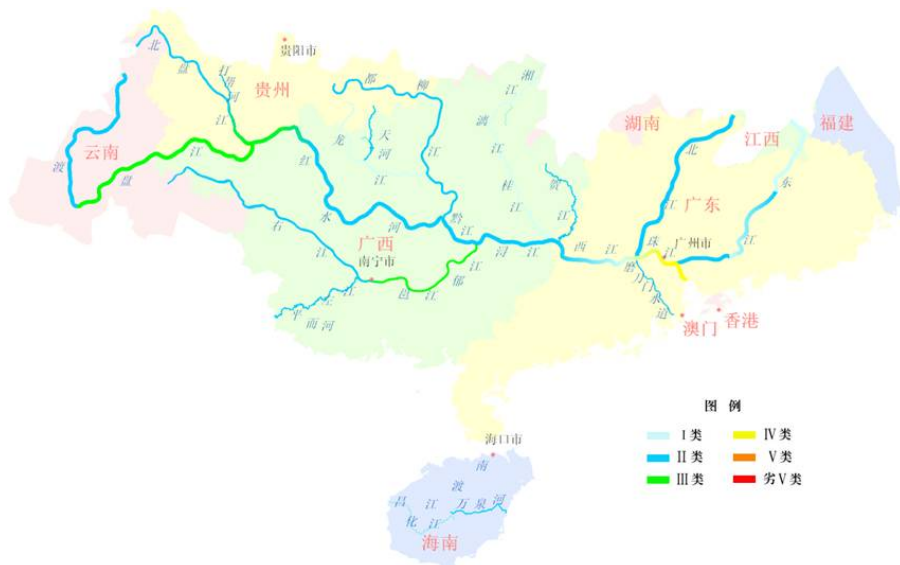 北
盘
江
打
帮
河
贵阳市
贵州
云南
渡
盘
江
都
柳
江
龙
江
天
河
湘
江
漓
江
桂
江
贺
江
红
水
河
黔
江
浔
江
西
江
右
江
广西
南宁市
郁
江
邕
江
左
江
平
而
河
湖南
江西
福建
北
江
广东
东
江
广州市
珠
江
磨
刀
门
水
道
澳门
香港
海口市
南
渡
江
万
泉
河
昌
化
江
海南
图 例
I类
II类
III类
IV类
V类
劣V类